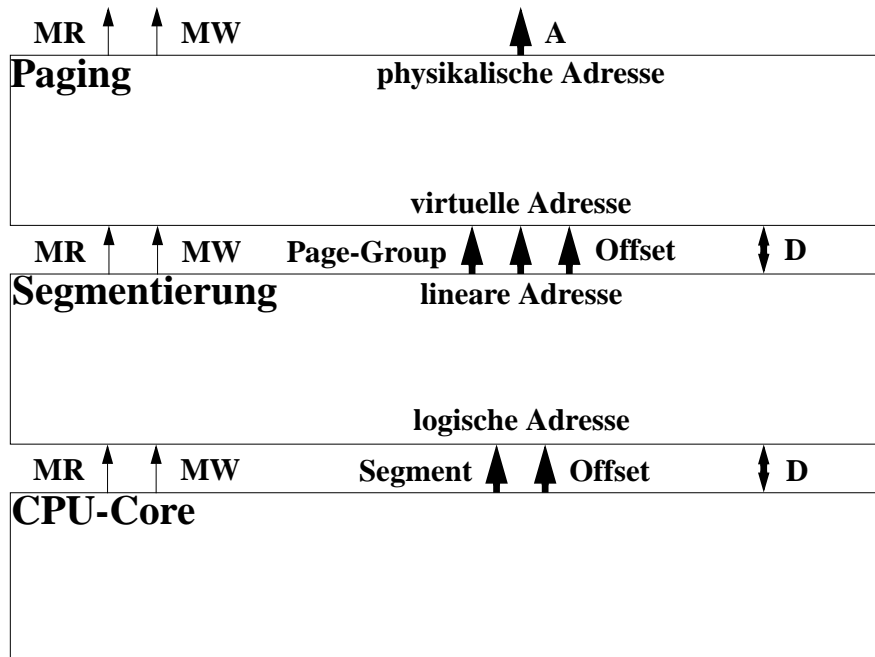 MR MW A
Paging physikalische Adresse
virtuelle Adresse
MR MW Page-Group Offset D
Segmentierung lineare Adresse
logische Adresse
MR MW Segment Offset D
CPU-Core